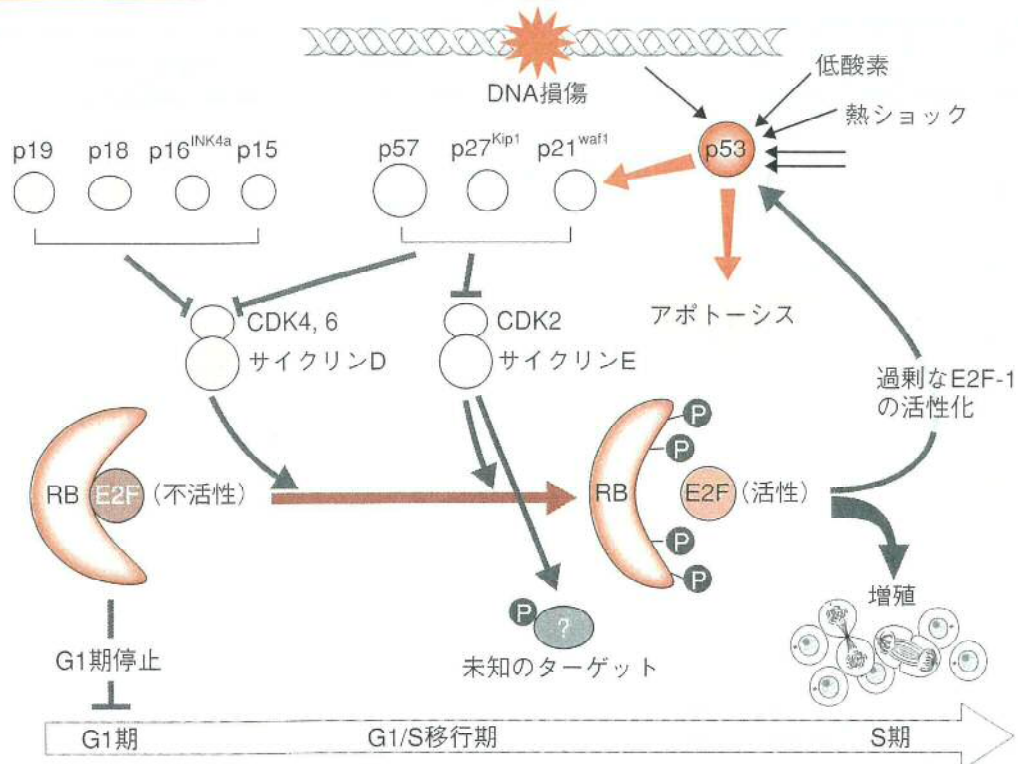 DNA損傷
低酸素
熱ショック
p53
p19
p18
p16INK4a
p15
p57
p27Kip1
p21waf1
アポトーシス
CDK4, 6
サイクリンD
CDK2
サイクリンE
過剰なE2F-1
の活性化
RB
E2F
(不活性)
RB
E2F
(活性)
P
P
P
P
増殖
P
?
未知のターゲット
G1期停止
G1期
G1/S移行期
S期